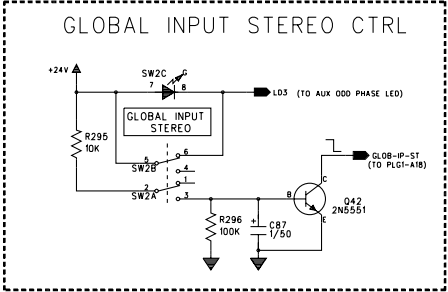 GLOBAL INPUT STEREO CTRL
+24V
SW2C
G
7
8
LD3 (TO AUX ODD PHASE LED)
GLOBAL INPUT
STEREO
R295
10K
5
6
SW2B
4
2
1
SW2A
3
GLOB-IP-ST
(TO PLG1-A18)
C
B
Q42
2N5551
E
R296
100K
+
C87
1/50